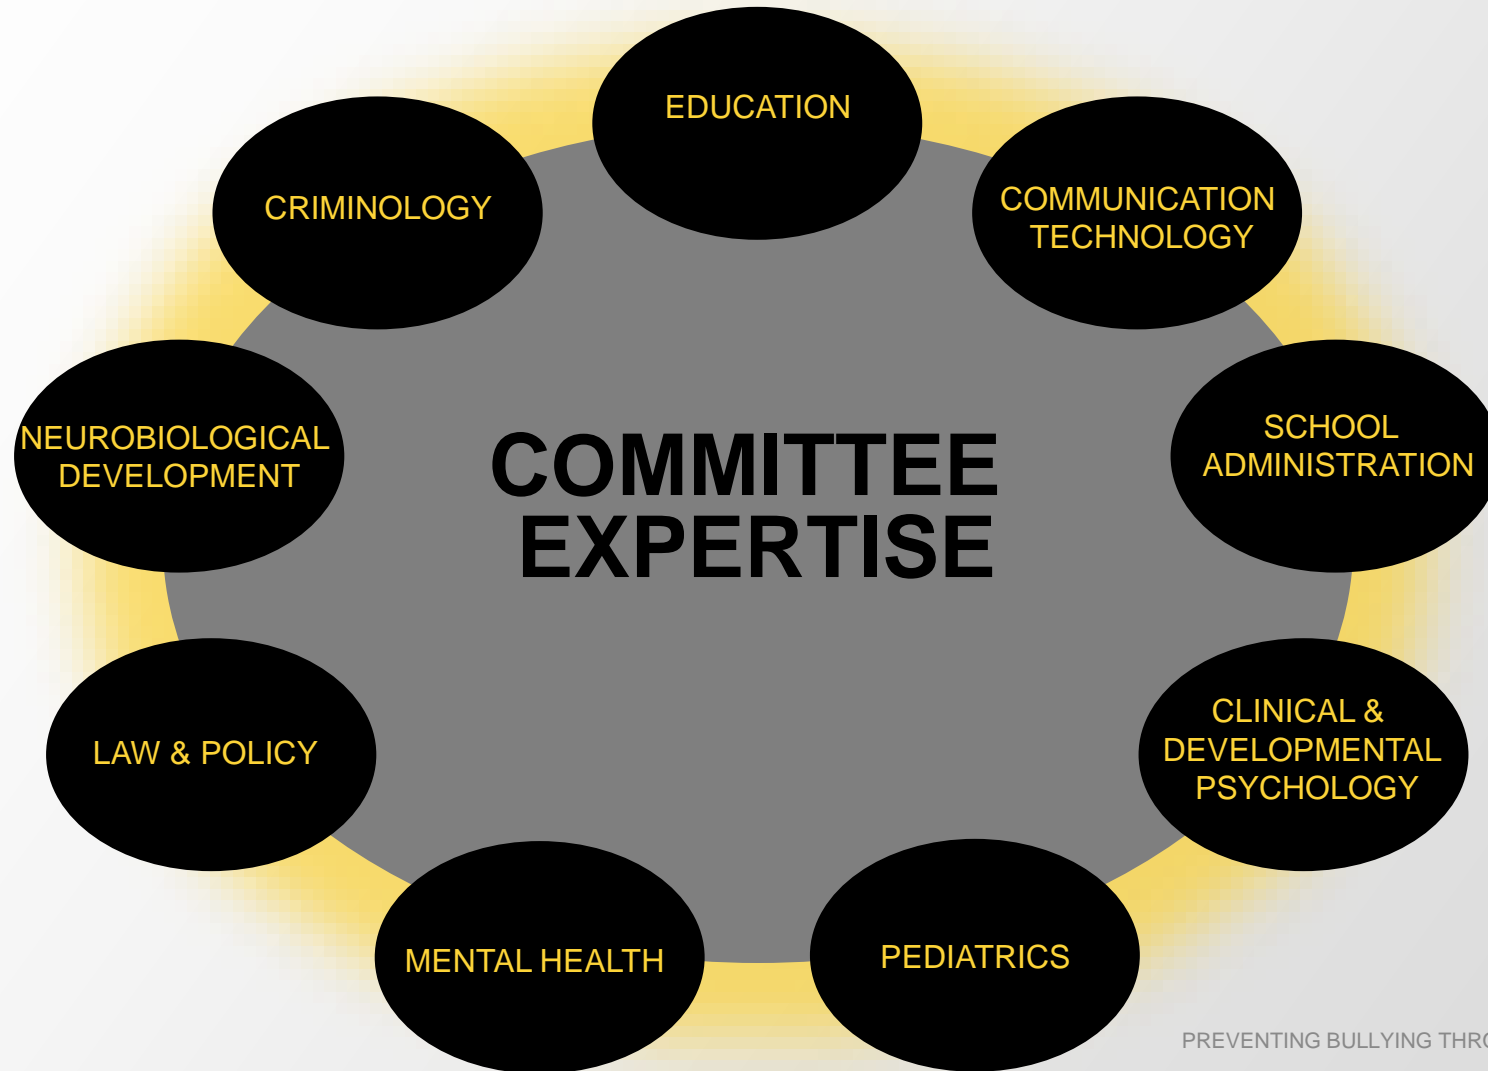 EDUCATION
CRIMINOLOGY
COMMUNICATION
TECHNOLOGY
NEUROBIOLOGICAL
DEVELOPMENT
COMMITTEE
EXPERTISE
SCHOOL
ADMINISTRATION
LAW & POLICY
CLINICAL &
DEVELOPMENTAL
PSYCHOLOGY
MENTAL HEALTH
PEDIATRICS
PREVENTING BULLYING